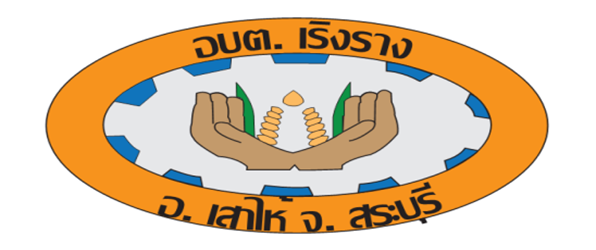 อบต. เริงราง
อ. เสาไห้ จ. สระบุรี